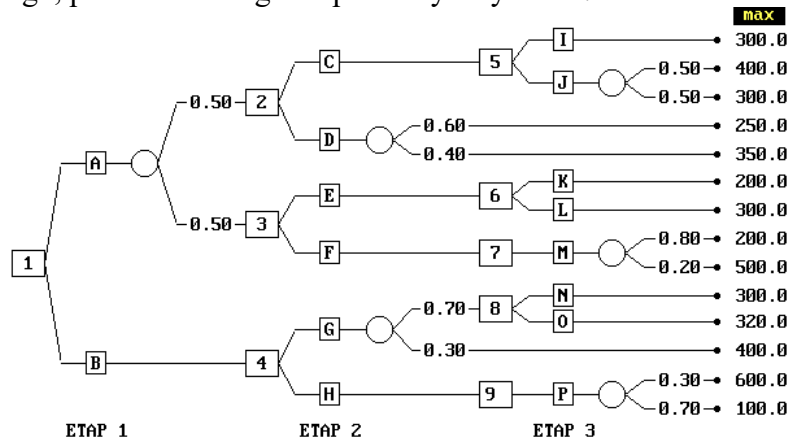 max
I 300.0
C 5 0.50 400.0
J
0.50 2 0.50 300.0
D 0.60 250.0
0.40 350.0
A
K 200.0
E 6
L 300.0
0.50 3
0.80 200.0
F 7 M
1 0.20 500.0
N 300.0
0.70 8
G O 320.0
0.30 400.0
B 4
0.30 600.0
H 9 P
0.70 100.0
ETAP 1 ETAP 2 ETAP 3